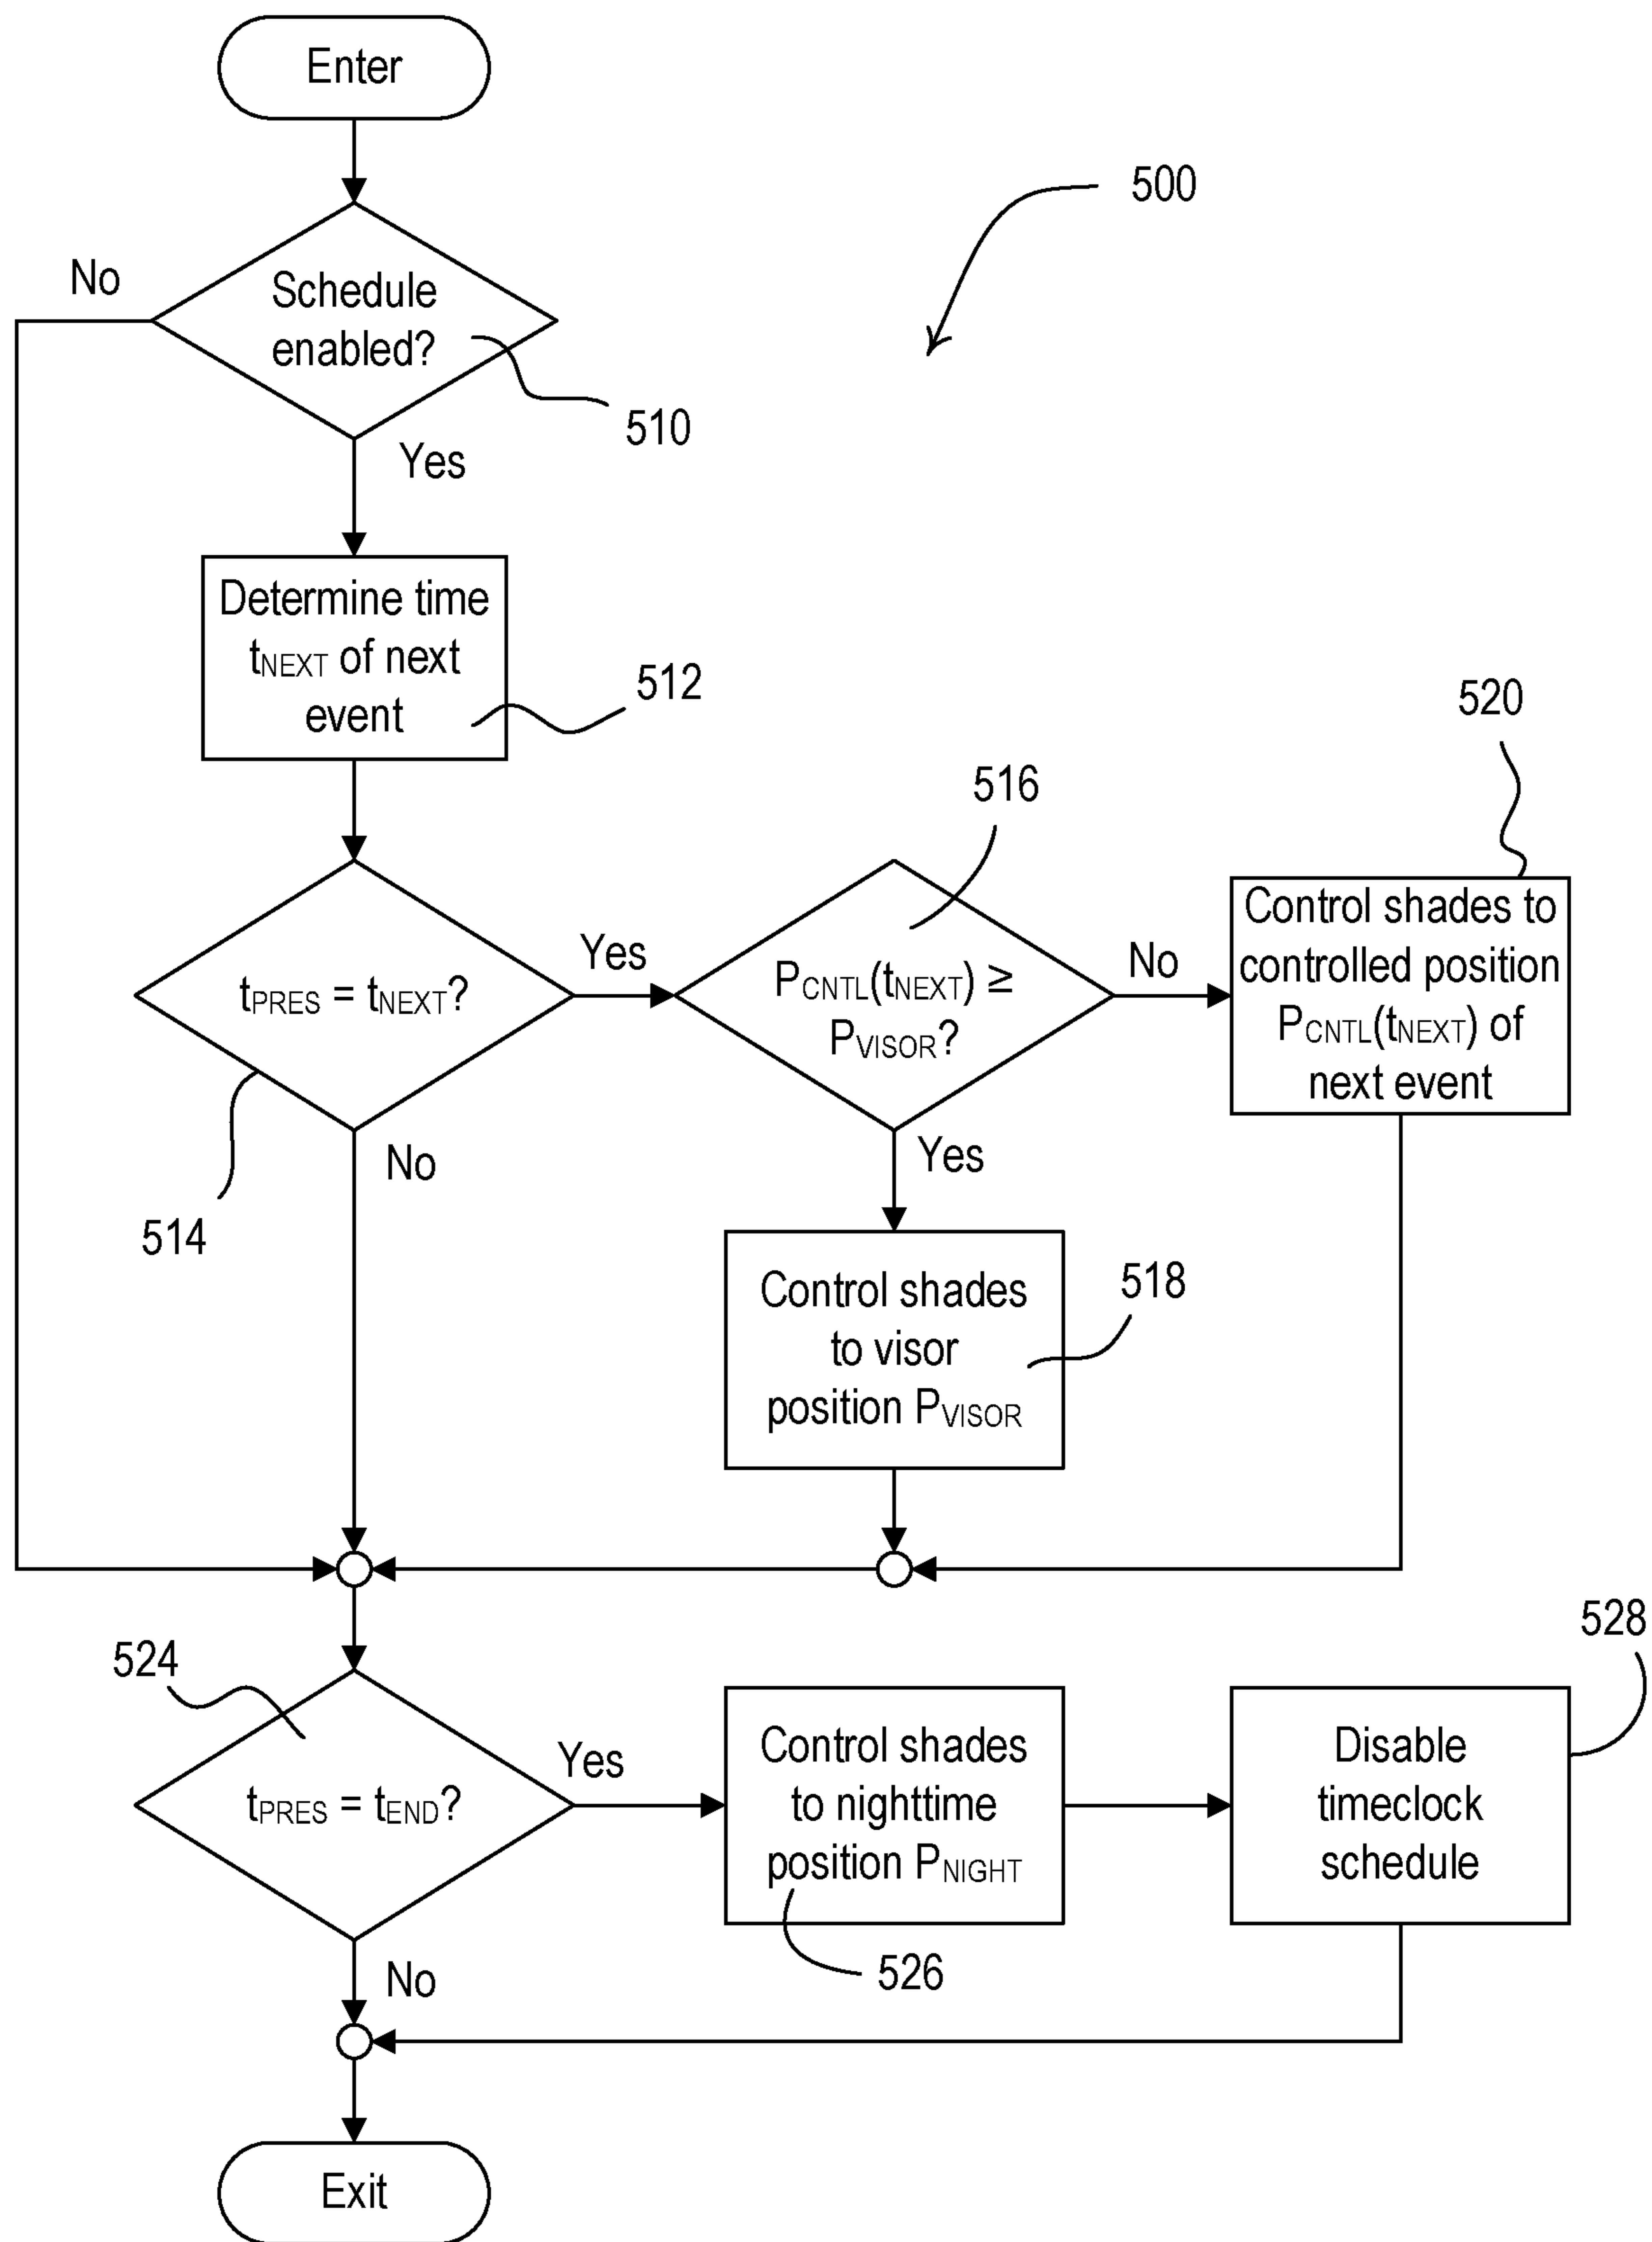 Enter
500
No
Schedule
enabled?
510
Yes
Determine time
tNEXT of next
event
512
520
516
Control shades to
controlled position
PCNTL(tNEXT) of
next event
tPRES = tNEXT?
Yes
PCNTL(tNEXT) ≥
PVISOR?
No
514
No
Yes
Control shades
to visor
position PVISOR
518
524
528
tPRES = tEND?
Yes
Control shades
to nighttime
position PNIGHT
Disable
timeclock
schedule
526
No
Exit